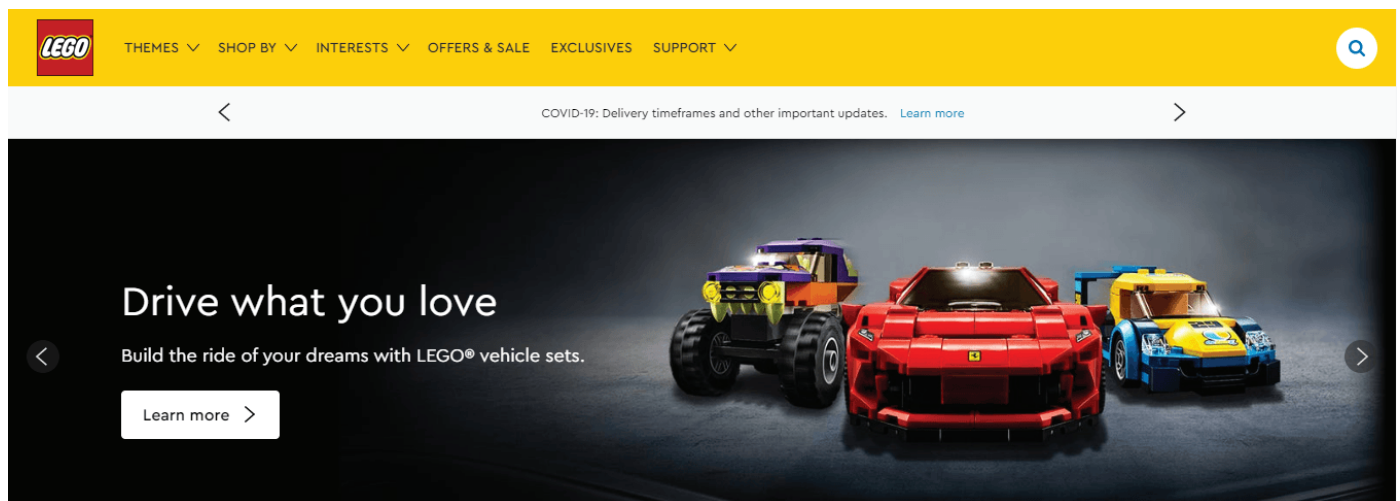 LEGO
THEMES SHOP BY INTERESTS OFFERS & SALE EXCLUSIVES SUPPORT
COVID-19: Delivery timeframes and other important updates. Learn more
Drive what you love
Build the ride of your dreams with LEGO® vehicle sets.
Learn more